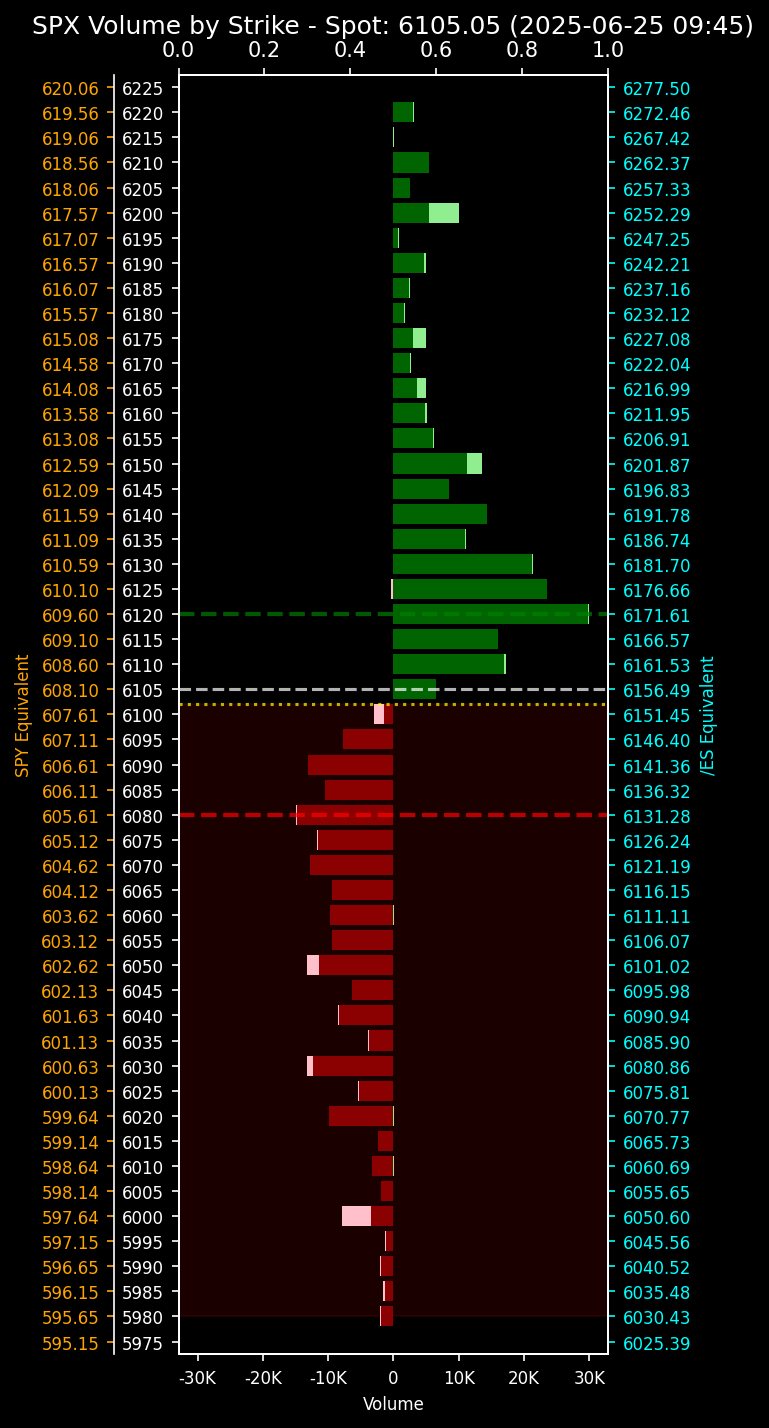 SPX Volume by Strike - Spot: 6105.05 (2025-06-25 09:45)
0.0 0.2 0.4 0.6 0.8 1.0
620.06 6225 6277.50
619.56 6220 6272.46
619.06 6215 6267.42
618.56 6210 6262.37
618.06 6205 6257.33
617.57 6200 6252.29
617.07 6195 6247.25
616.57 6190 6242.21
616.07 6185 6237.16
615.57 6180 6232.12
615.08 6175 6227.08
614.58 6170 6222.04
614.08 6165 6216.99
613.58 6160 6211.95
613.08 6155 6206.91
612.59 6150 6201.87
612.09 6145 6196.83
611.59 6140 6191.78
611.09 6135 6186.74
610.59 6130 6181.70
610.10 6125 6176.66
609.60 6120 6171.61
609.10 6115 6166.57
608.60 6110 6161.53
608.10 6105 6156.49
607.61 6100 6151.45
607.11 6095 6146.40
606.61 6090 6141.36
606.11 6085 6136.32
605.61 6080 6131.28
605.12 6075 6126.24
604.62 6070 6121.19
604.12 6065 6116.15
603.62 6060 6111.11
603.12 6055 6106.07
602.62 6050 6101.02
602.13 6045 6095.98
601.63 6040 6090.94
601.13 6035 6085.90
600.63 6030 6080.86
600.13 6025 6075.81
599.64 6020 6070.77
599.14 6015 6065.73
598.64 6010 6060.69
598.14 6005 6055.65
597.64 6000 6050.60
597.15 5995 6045.56
596.65 5990 6040.52
596.15 5985 6035.48
595.65 5980 6030.43
595.15 5975 6025.39
SPY Equivalent
/ES Equivalent
-30K -20K -10K 0 10K 20K 30K
Volume